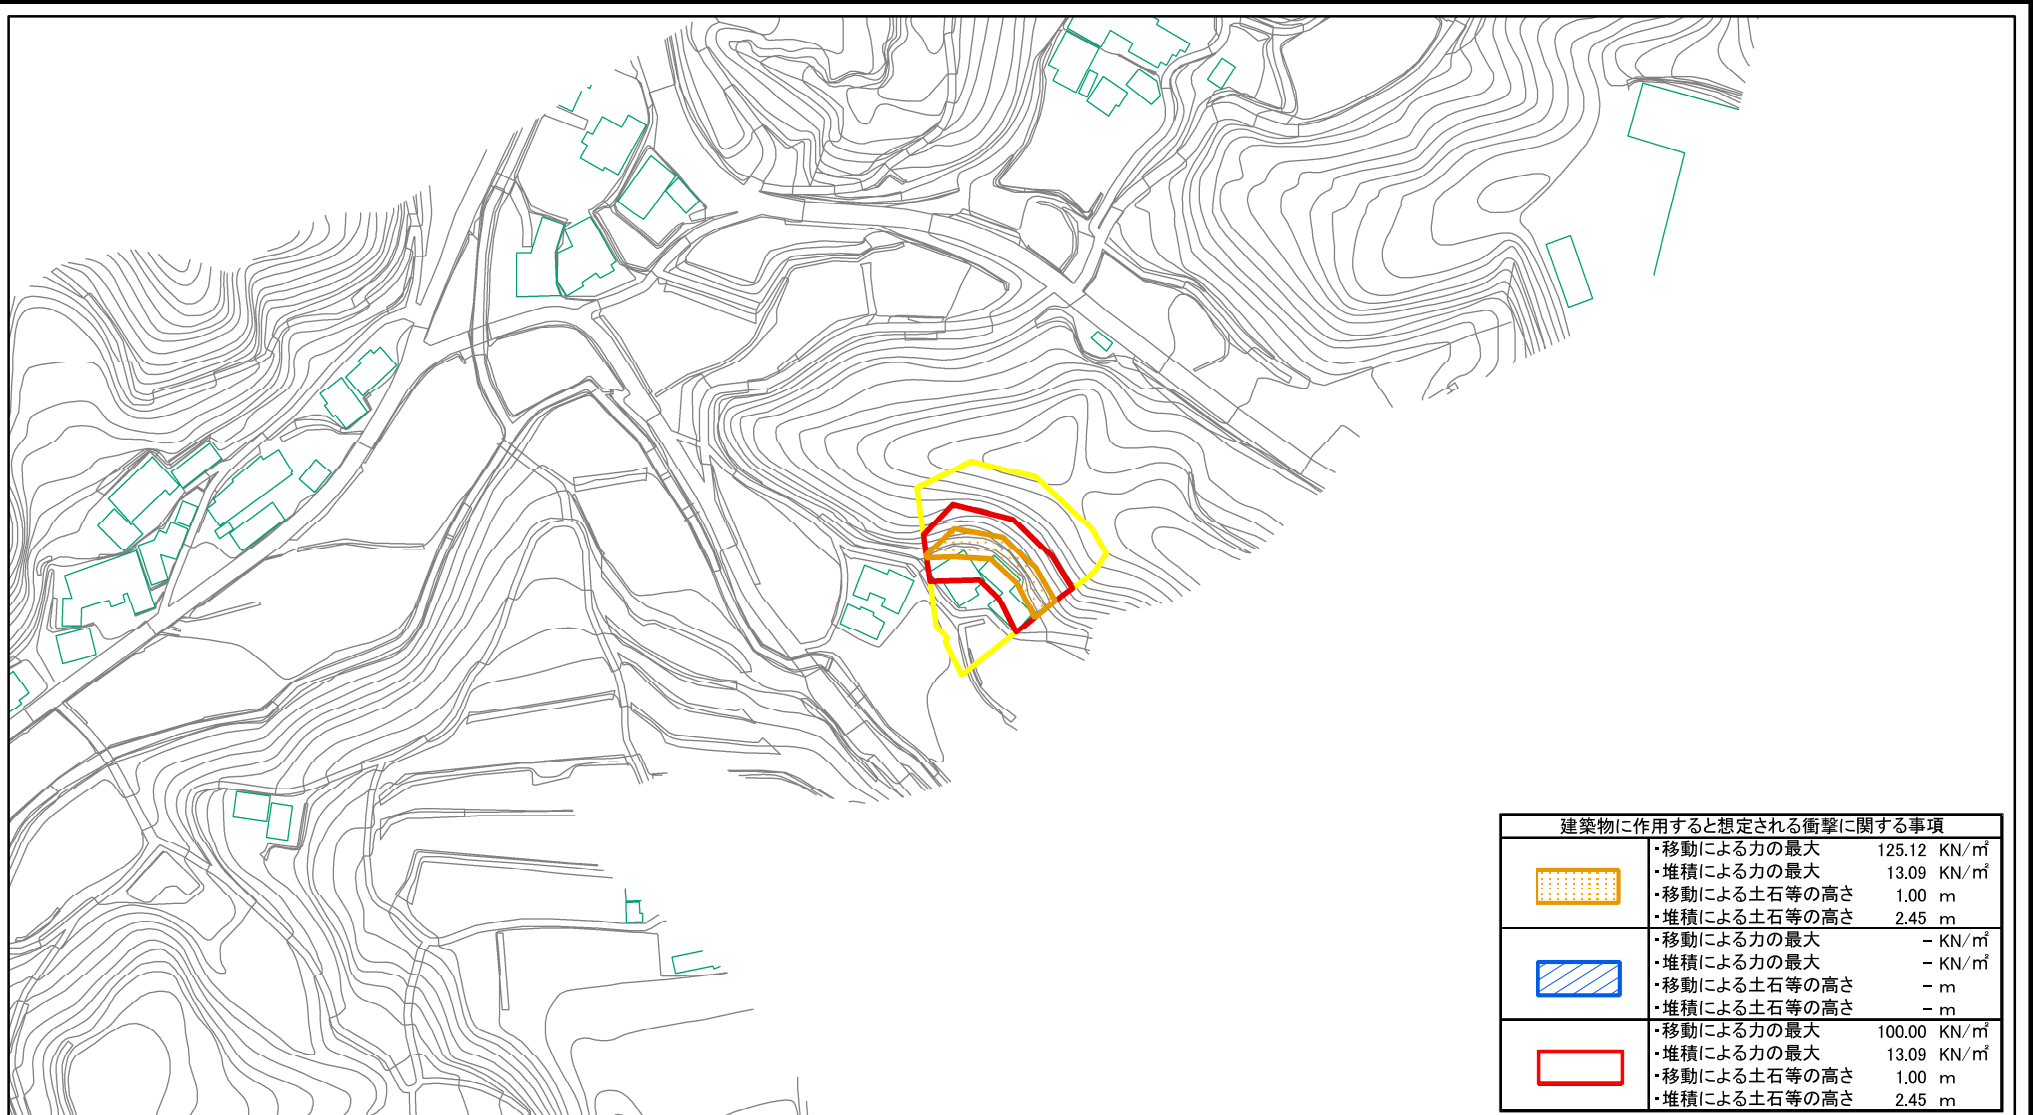 建築物に作用すると想定される衝撃に関する事項
・移動による力の最大 125.12 KN/㎡
・堆積による力の最大 13.09 KN/㎡
・移動による土石等の高さ 1.00 m
・堆積による土石等の高さ 2.45 m
・移動による力の最大 − KN/㎡
・堆積による力の最大 − KN/㎡
・移動による土石等の高さ − m
・堆積による土石等の高さ − m
・移動による力の最大 100.00 KN/㎡
・堆積による力の最大 13.09 KN/㎡
・移動による土石等の高さ 1.00 m
・堆積による土石等の高さ 2.45 m